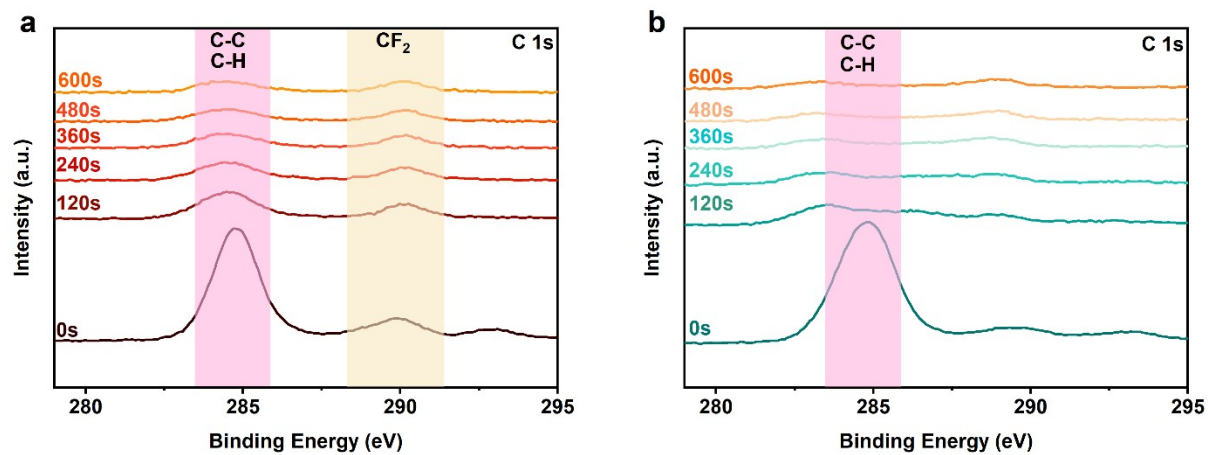 a
C-C
C-H
CF₂
C 1s
600s
480s
360s
240s
120s
0s
Intensity (a.u.)
280
285
290
295
Binding Energy (eV)
b
C-C
C-H
C 1s
600s
480s
360s
240s
120s
0s
Intensity (a.u.)
280
285
290
295
Binding Energy (eV)